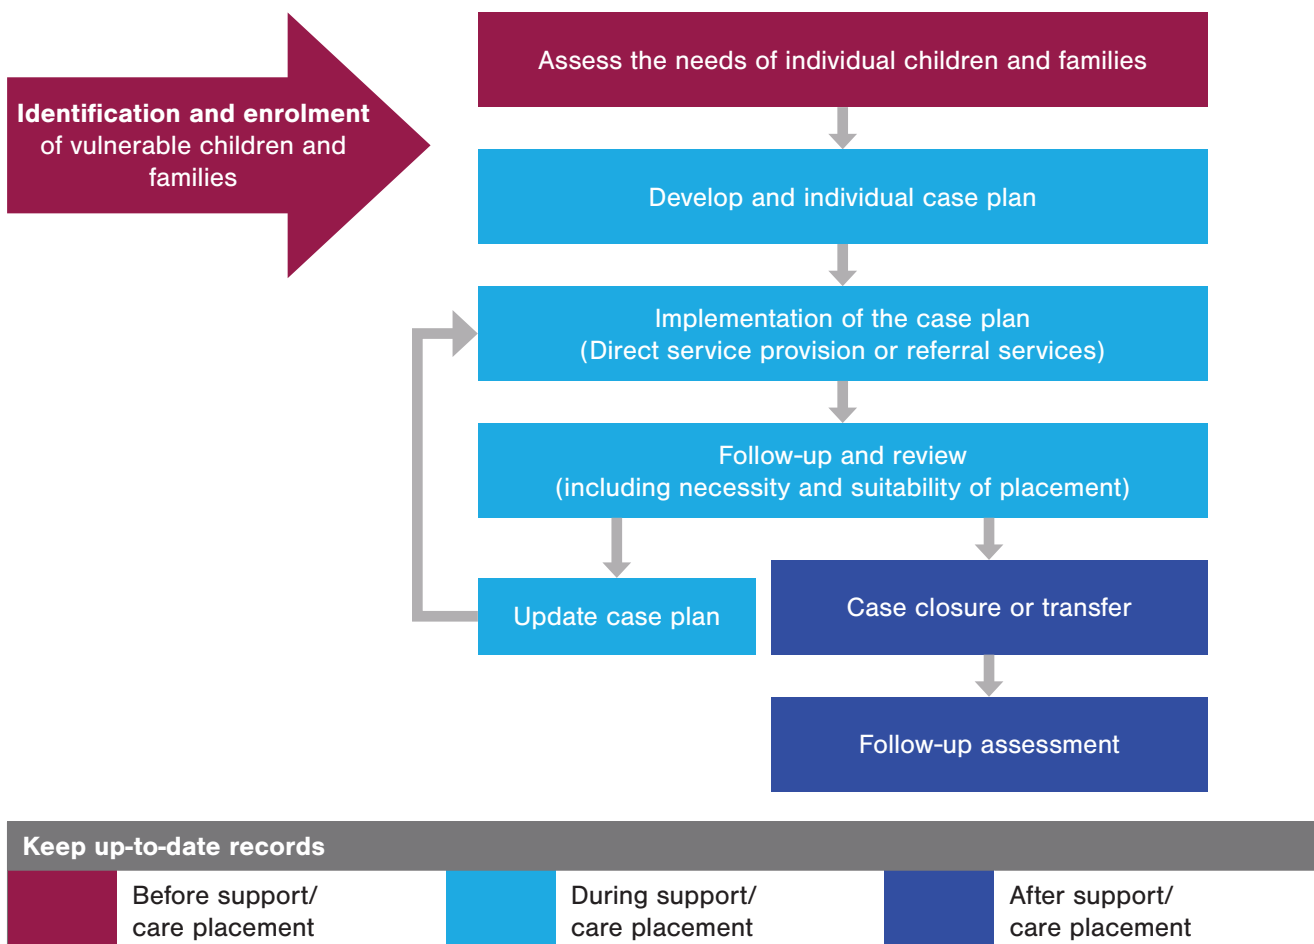 Identification and enrolment
of vulnerable children and
families
Assess the needs of individual children and families
Develop and individual case plan
Implementation of the case plan
(Direct service provision or referral services)
Follow-up and review
(including necessity and suitability of placement)
Update case plan
Case closure or transfer
Follow-up assessment
Keep up-to-date records
Before support/
care placement
During support/
care placement
After support/
care placement